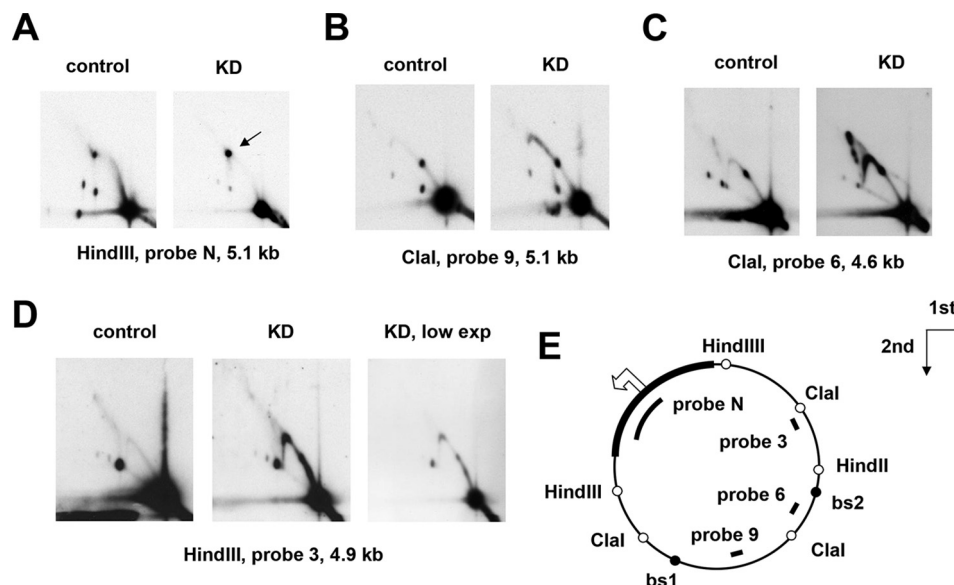 A
control KD
HindIII, probe N, 5.1 kb
B
control KD
ClaI, probe 9, 5.1 kb
C
control KD
ClaI, probe 6, 4.6 kb
D
control KD KD, low exp
HindIII, probe 3, 4.9 kb
E
1st
2nd
HindIIII
ClaI
probe N
probe 3
HindII
HindIII
probe 6
bs2
ClaI
probe 9
ClaI
bs1